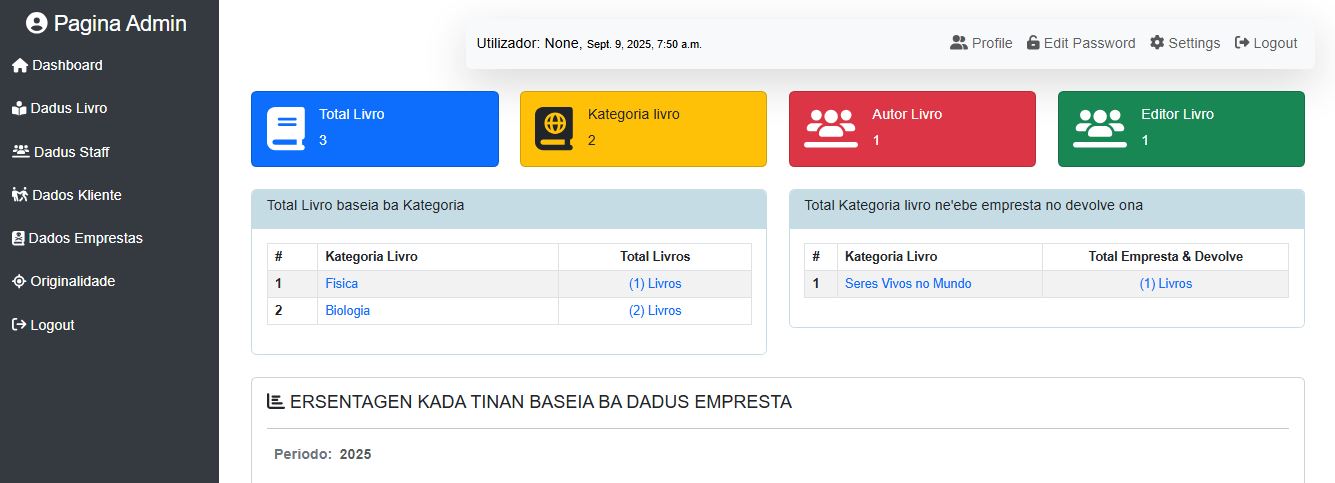 Pagina Admin
Dashboard
Dadus Livro
Dadus Staff
Dados Kliente
Dados Emprestas
Originalidade
Logout
Utilizador: None, Sept. 9, 2025, 7:50 a.m.
Profile Edit Password Settings Logout
Total Livro
3
Kategoria livro
2
Autor Livro
1
Editor Livro
1
Total Livro baseia ba Kategoria
# Kategoria Livro Total Livros
1 Fisica (1) Livros
2 Biologia (2) Livros
Total Kategoria livro ne'ebe empresta no devolve ona
# Kategoria Livro Total Empresta & Devolve
1 Seres Vivos no Mundo (1) Livros
ERSENTAGEN KADA TINAN BASEIA BA DADUS EMPRESTA
Periodo: 2025